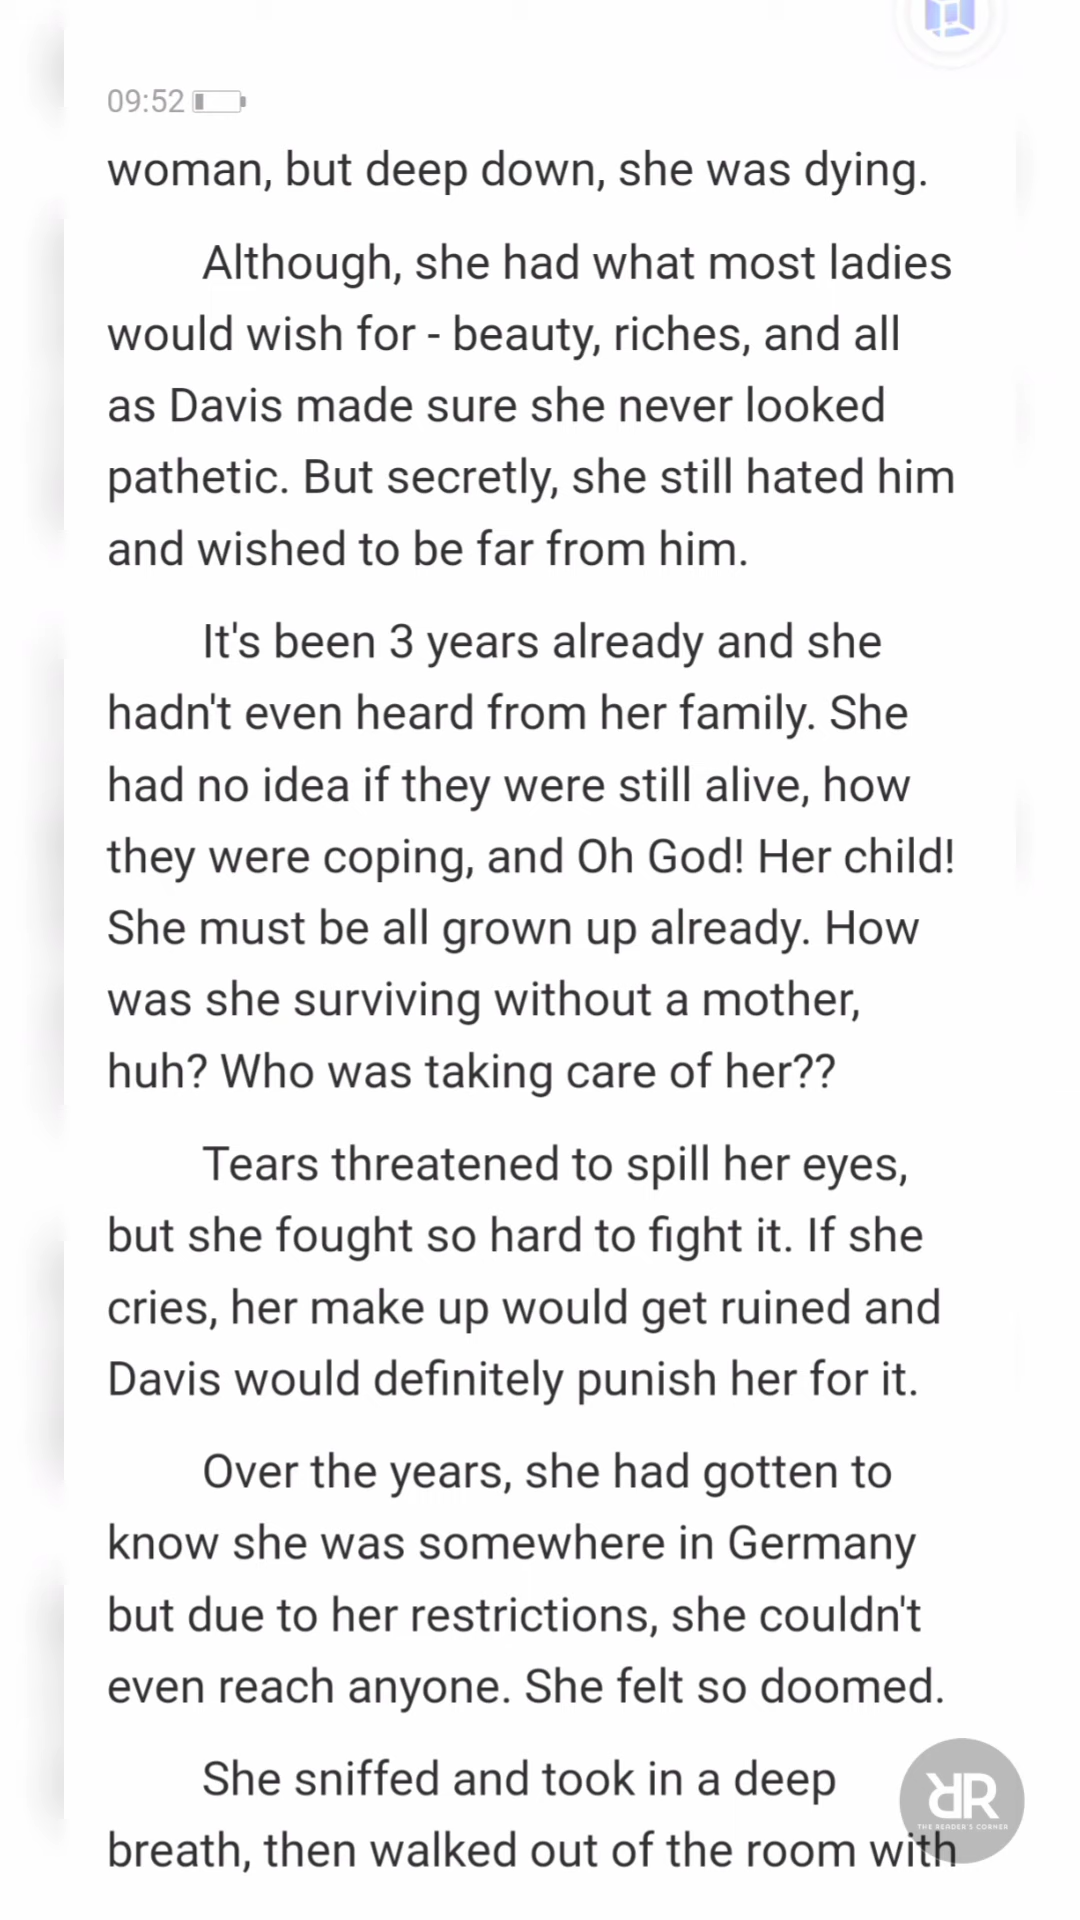 09:52
woman, but deep down, she was dying.
Although, she had what most ladies
would wish for - beauty, riches, and all
as Davis made sure she never looked
pathetic. But secretly, she still hated him
and wished to be far from him.
It's been 3 years already and she
hadn't even heard from her family. She
had no idea if they were still alive, how
they were coping, and Oh God! Her child!
She must be all grown up already. How
was she surviving without a mother,
huh? Who was taking care of her??
Tears threatened to spill her eyes,
but she fought so hard to fight it. If she
cries, her make up would get ruined and
Davis would definitely punish her for it.
Over the years, she had gotten to
know she was somewhere in Germany
but due to her restrictions, she couldn't
even reach anyone. She felt so doomed.
She sniffed and took in a deep
breath, then walked out of the room with
RR
THE READER'S CORNER